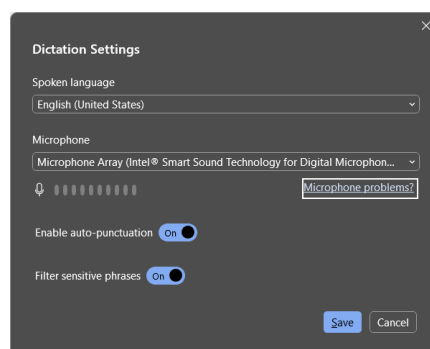 Dictation Settings
Spoken language
English (United States)
Microphone
Microphone Array (Intel® Smart Sound Technology for Digital Microphon...
Microphone problems?
Enable auto-punctuation On
Filter sensitive phrases On
Save Cancel